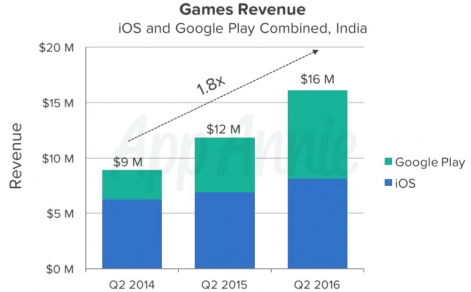 Games Revenue
iOS and Google Play Combined, India
$20 M
$15 M
$10 M
$5 M
$0 M
Revenue
1.8x
$9 M
$12 M
$16 M
App Annie
Google Play
iOS
Q2 2014
Q2 2015
Q2 2016